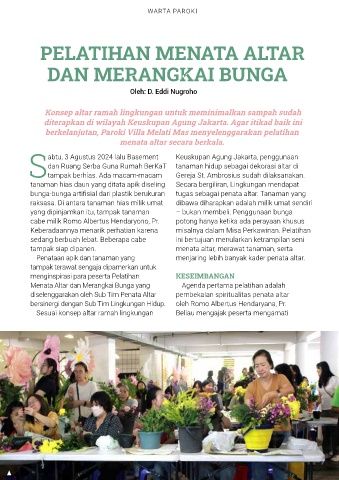 WARTA PAROKI
PELATIHAN MENATA ALTAR
DAN MERANGKAI BUNGA
Oleh: D. Eddi Nugroho
Konsep altar ramah lingkungan untuk meminimalkan sampah sudah
diterapkan di wilayah Keuskupan Agung Jakarta. Agar itikad baik ini
berkelanjutan, Paroki Villa Melati Mas menyelenggarakan pelatihan
menata altar secara berkala.
Sabtu, 3 Agustus 2024 lalu Basement
dan Ruang Serba Guna Rumah BerKaT
tampak berhias. Ada macam-macam
tanaman hias daun yang ditata apik diselingi
bunga-bunga artifisial dari plastik berukuran
raksasa. Di antara tanaman hias milik umat
yang dipinjamkan itu, tampak tanaman
cabe milik Romo Albertus Hendaryono, Pr.
Keberadaannya menarik perhatian karena
sedang berbuah lebat. Beberapa cabe
tampak siap dipanen.
Penataan apik dan tanaman yang
tampak terawat sengaja dipamerkan untuk
menginspirasi para peserta Pelatihan
Menata Altar dan Merangkai Bunga yang
diselenggarakan oleh Sub Tim Penata Altar
bersinergi dengan Sub Tim Lingkungan Hidup.
Sesuai konsep altar ramah lingkungan
Keuskupan Agung Jakarta, penggunaan
tanaman hidup sebagai dekorasi altar di
Gereja St. Ambrosius sudah dilaksanakan.
Secara bergiliran, Lingkungan mendapat
tugas sebagai penata altar. Tanaman yang
dibawa diharapkan adalah milik umat sendiri
– bukan membeli. Penggunaan bunga
potong hanya ketika ada perayaan khusus
misalnya dalam Misa Perkawinan. Pelatihan
ini bertujuan menularkan ketrampilan seni
menata altar, merawat tanaman, serta
menjaring lebih banyak kader penata altar.
KESEIMBANGAN
Agenda pertama pelatihan adalah
pembekalan spiritualitas penata altar
oleh Romo Albertus Hendaryana, Pr.
Beliau mengajak peserta mengamati